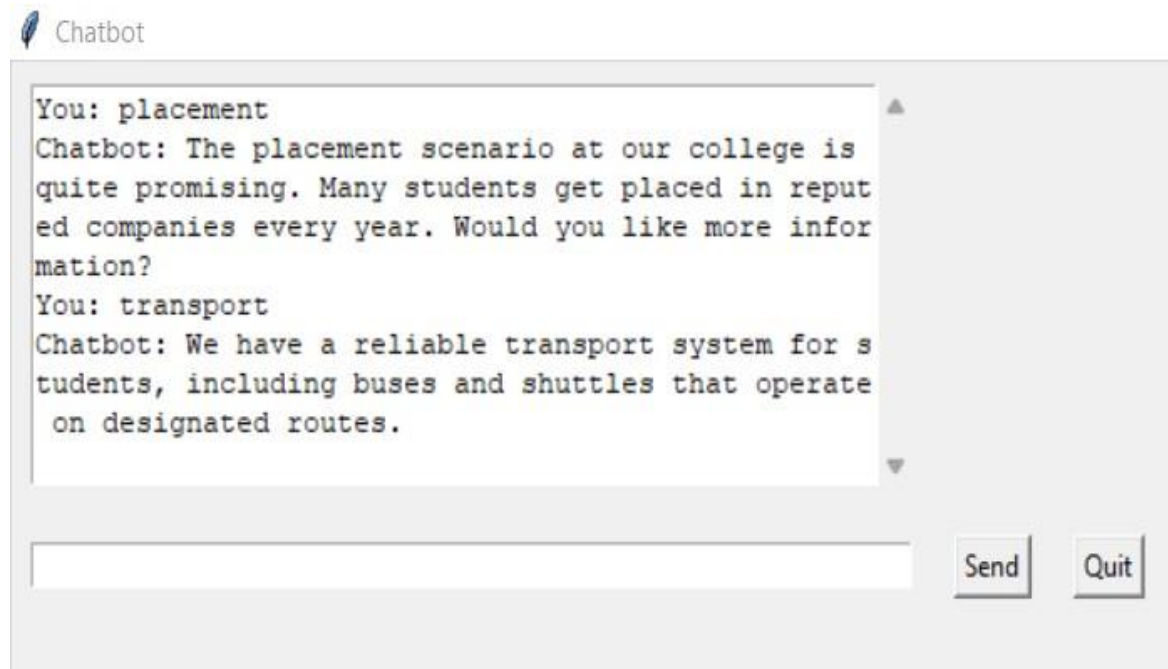 Chatbot
You: placement
Chatbot: The placement scenario at our college is
quite promising. Many students get placed in reput
ed companies every year. Would you like more infor
mation?
You: transport
Chatbot: We have a reliable transport system for s
tudents, including buses and shuttles that operate
 on designated routes.
Send Quit